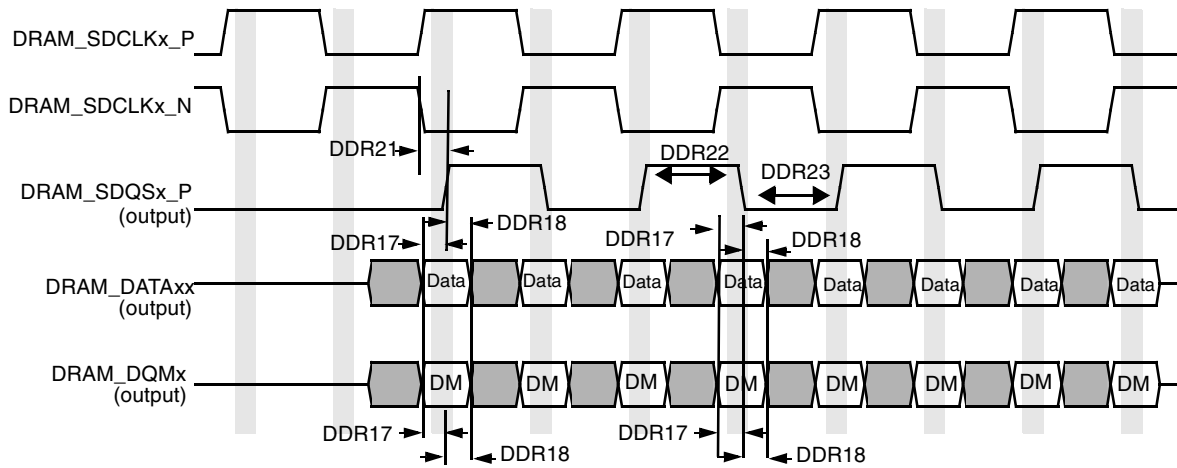 DRAM_SDCLKx_P
DRAM_SDCLKx_N
DDR21
DDR22
DDR23
DRAM_SDQSx_P
(output)
DDR18
DDR17
DDR17
DDR18
DRAM_DATAxx
(output)
Data Data Data Data Data Data Data Data
DRAM_DQMx
(output)
DM DM DM DM DM DM DM DM
DDR17
DDR17
DDR18
DDR18